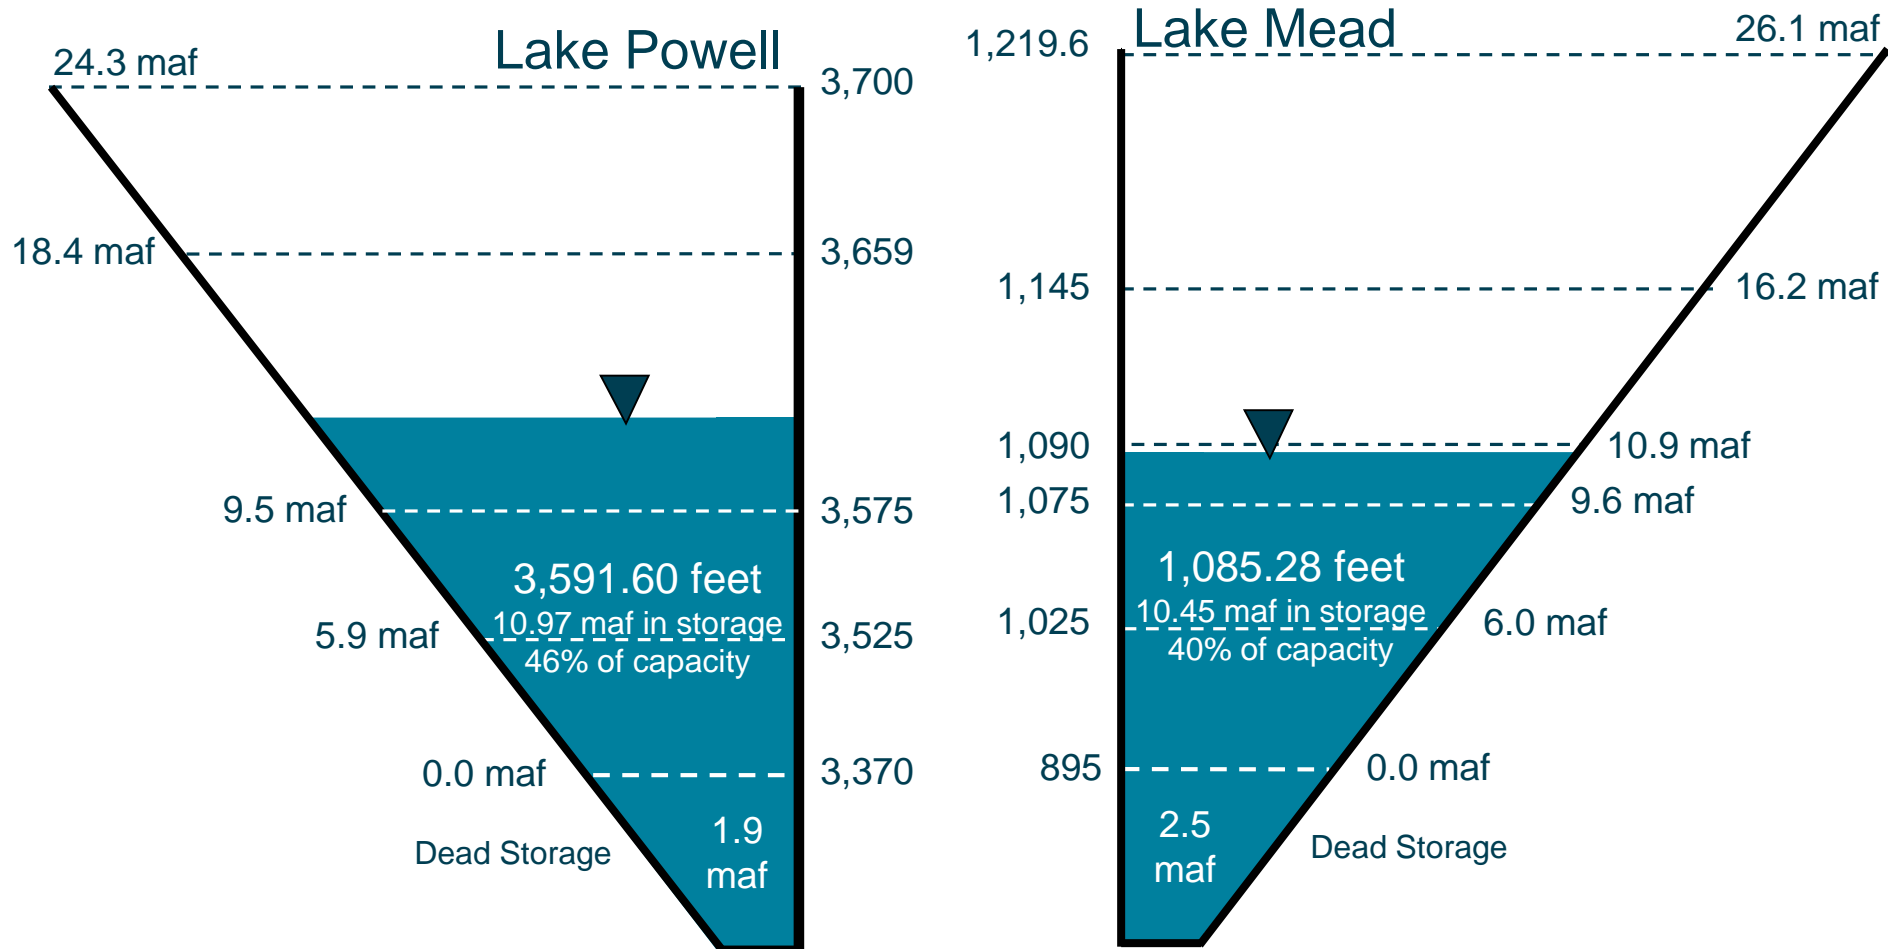 Lake Powell
24.3 maf
3,700
18.4 maf
3,659
9.5 maf
3,575
3,591.60 feet
10.97 maf in storage
5.9 maf
3,525
46% of capacity
0.0 maf
3,370
1.9
maf
Dead Storage
Lake Mead
1,219.6
26.1 maf
1,145
16.2 maf
1,090
10.9 maf
1,075
9.6 maf
1,085.28 feet
10.45 maf in storage
1,025
6.0 maf
40% of capacity
895
0.0 maf
2.5
maf
Dead Storage